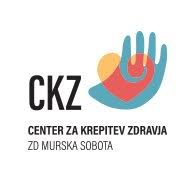 CKZ
CENTER ZA KREPITEV ZDRAVJA
ZD MURSKA SOBOTA